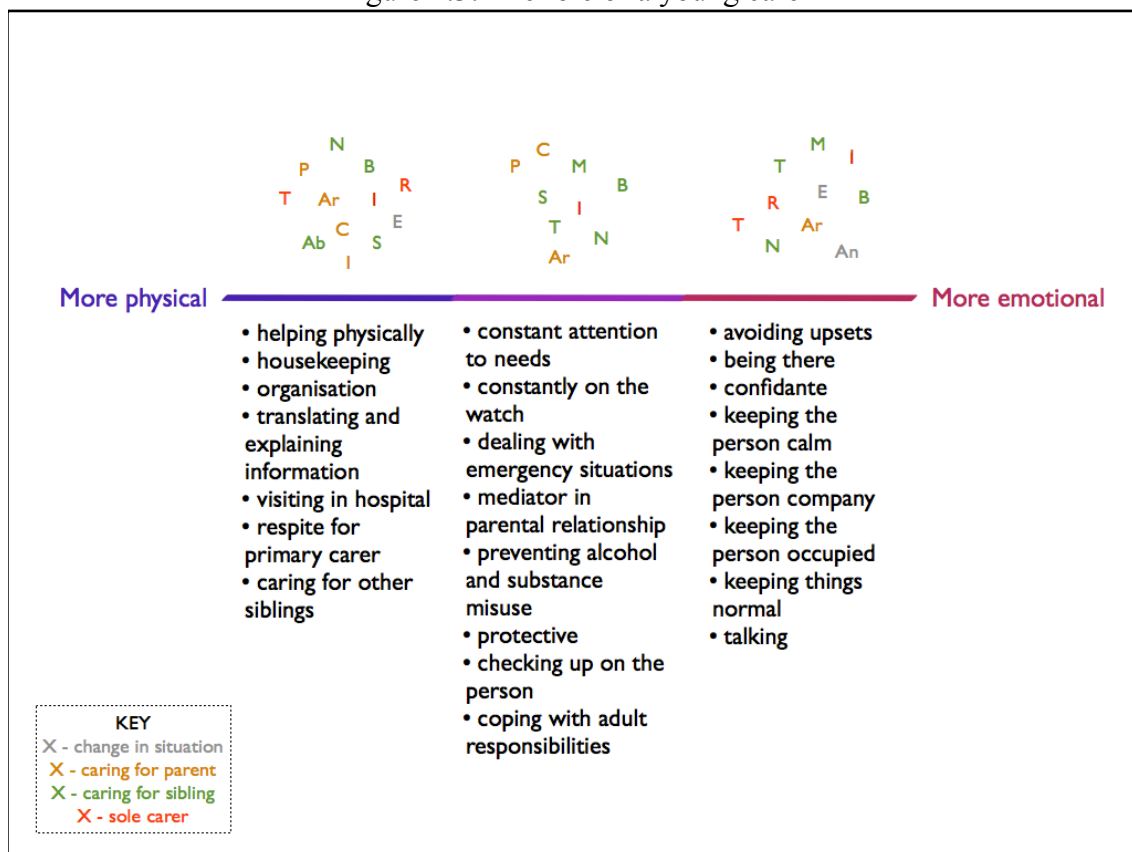 N
P
B
T
Ar
I
R
C
E
Ab
S
I
C
P
M
B
S
I
T
N
Ar
M
T
I
E
B
R
T
Ar
N
An
More physical
More emotional
• helping physically
• housekeeping
• organisation
• translating and
explaining
information
• visiting in hospital
• respite for
primary carer
• caring for other
siblings
• constant attention
to needs
• constantly on the
watch
• dealing with
emergency situations
• mediator in
parental relationship
• preventing alcohol
and substance
misuse
• protective
• checking up on the
person
• coping with adult
responsibilities
• avoiding upsets
• being there
• confidante
• keeping the
person calm
• keeping the
person company
• keeping the
person occupied
• keeping things
normal
• talking
KEY
X - change in situation
X - caring for parent
X - caring for sibling
X - sole carer